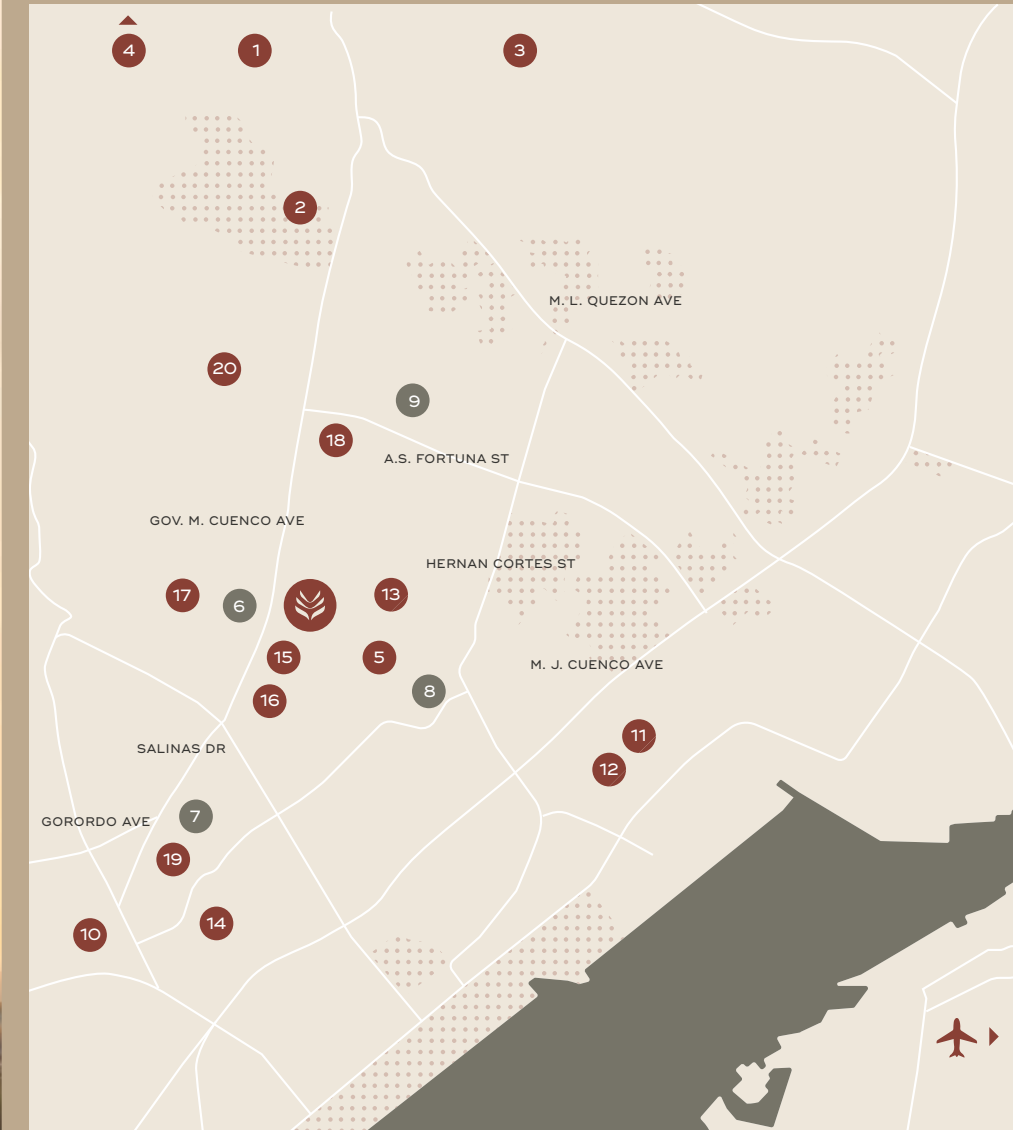 4
1
3
2
M. L. QUEZON AVE
20
9
18
A.S. FORTUNA ST
GOV. M. CUENCO AVE
HERNAN CORTES ST
17
6
13
15
5
M. J. CUENCO AVE
8
16
11
SALINAS DR
12
7
GORORDO AVE
19
14
10